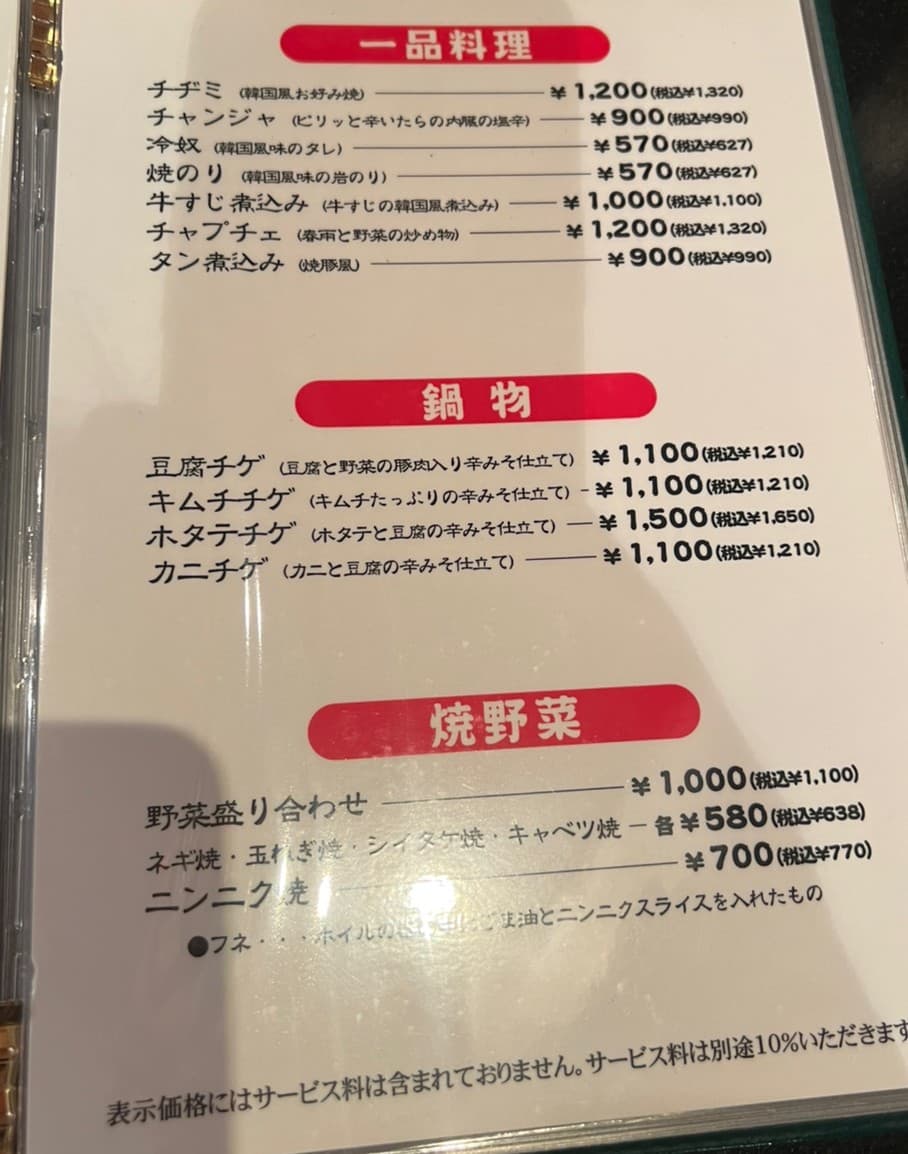 一品料理
チヂミ (韓国風お好み焼) ¥1,200(税込¥1,320)
チャンジャ (ピリッと辛いたらの内臓の塩辛) ¥900(税込¥990)
冷奴 (韓国風味のタレ) ¥570(税込¥627)
焼のり (韓国風味の岩のり) ¥570(税込¥627)
牛すじ煮込み (牛すじの韓国風煮込み) ¥1,000(税込¥1,100)
チャプチェ (春雨と野菜の炒め物) ¥1,200(税込¥1,320)
タン煮込み (焼豚風) ¥900(税込¥990)
鍋物
豆腐チゲ (豆腐と野菜の豚肉入り辛みそ仕立て) ¥1,100(税込¥1,210)
キムチチゲ (キムチたっぷりの辛みそ仕立て) - ¥1,100(税込¥1,210)
ホタテチゲ (ホタテと豆腐の辛みそ仕立て) ¥1,500(税込¥1,650)
カニチゲ (カニと豆腐の辛みそ仕立て) ¥1,100(税込¥1,210)
焼野菜
野菜盛り合わせ ¥1,000(税込¥1,100)
ネギ焼・玉ねぎ焼・シイタケ焼・キャベツ焼 ー 各¥580(税込¥638)
ニンニク焼 ¥700(税込¥770)
●フネ・・・ホイルの ごま油とニンニクスライスを入れたもの
表示価格にはサービス料は含まれておりません。サービス料は別途10%いただきます